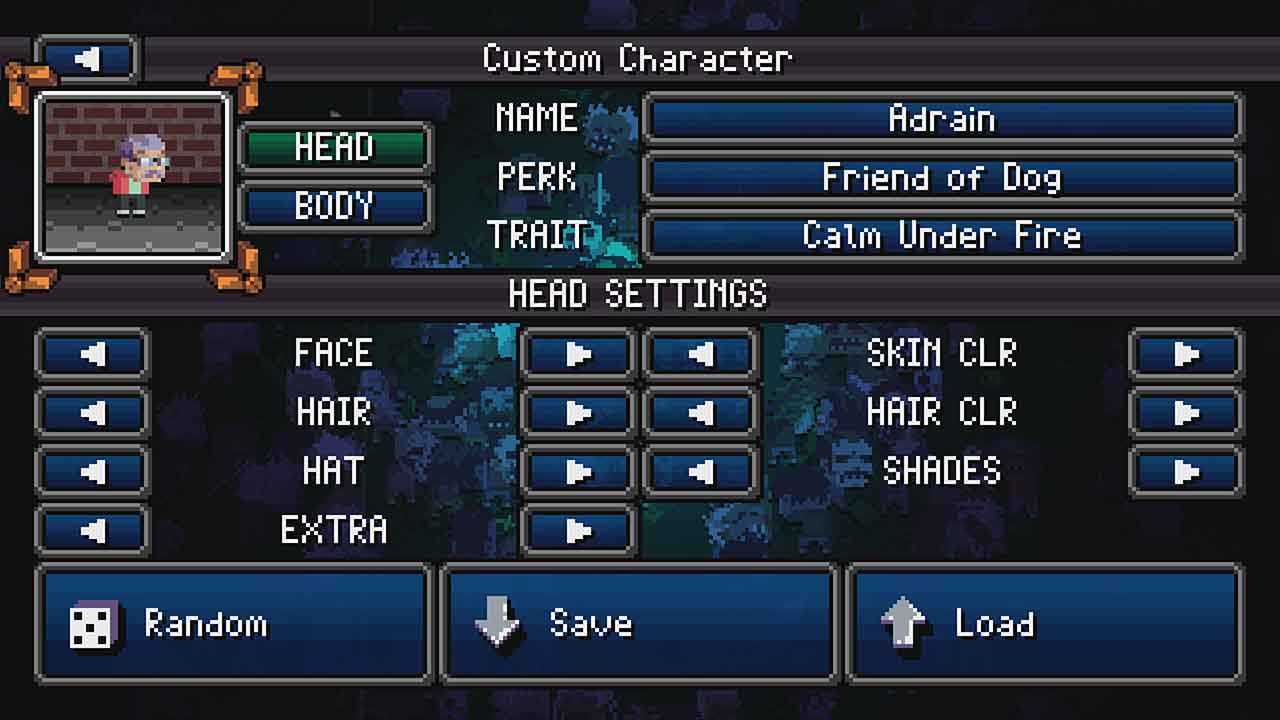 Custom Character
HEAD
BODY
NAME Adrain
PERK Friend of Dog
TRAIT Calm Under Fire
HEAD SETTINGS
FACE SKIN CLR
HAIR HAIR CLR
HAT SHADES
EXTRA
Random Save Load